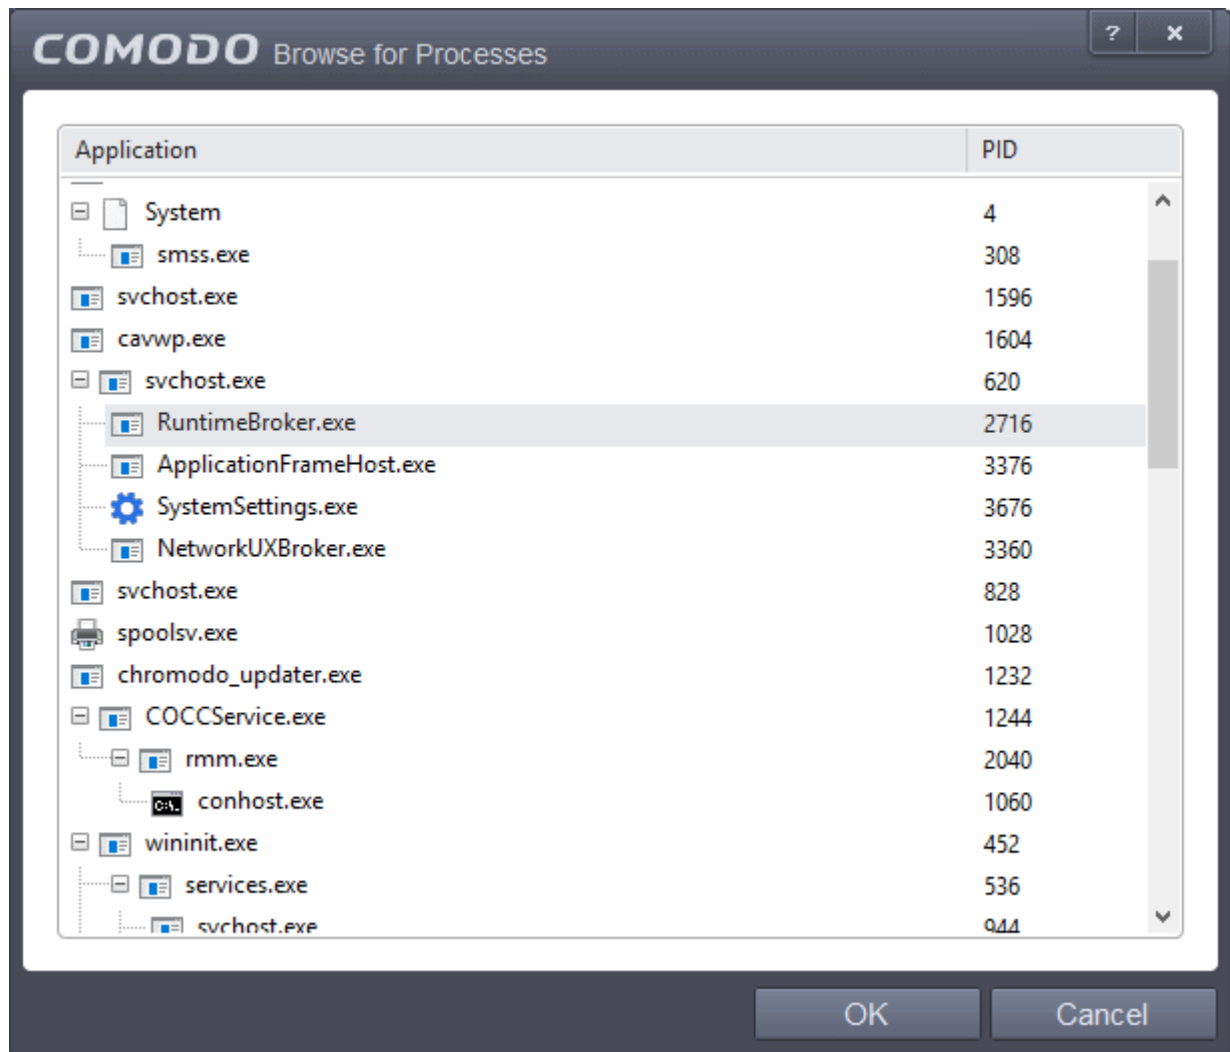 COMODO Browse for Processes ? x
Application PID
System 4
smss.exe 308
svchost.exe 1596
cavwp.exe 1604
svchost.exe 620
RuntimeBroker.exe 2716
ApplicationFrameHost.exe 3376
SystemSettings.exe 3676
NetworkUXBroker.exe 3360
svchost.exe 828
spoolsv.exe 1028
chromodo_updater.exe 1232
COCCService.exe 1244
rmm.exe 2040
C:\. conhost.exe 1060
wininit.exe 452
services.exe 536
svchost.exe 944
OK Cancel